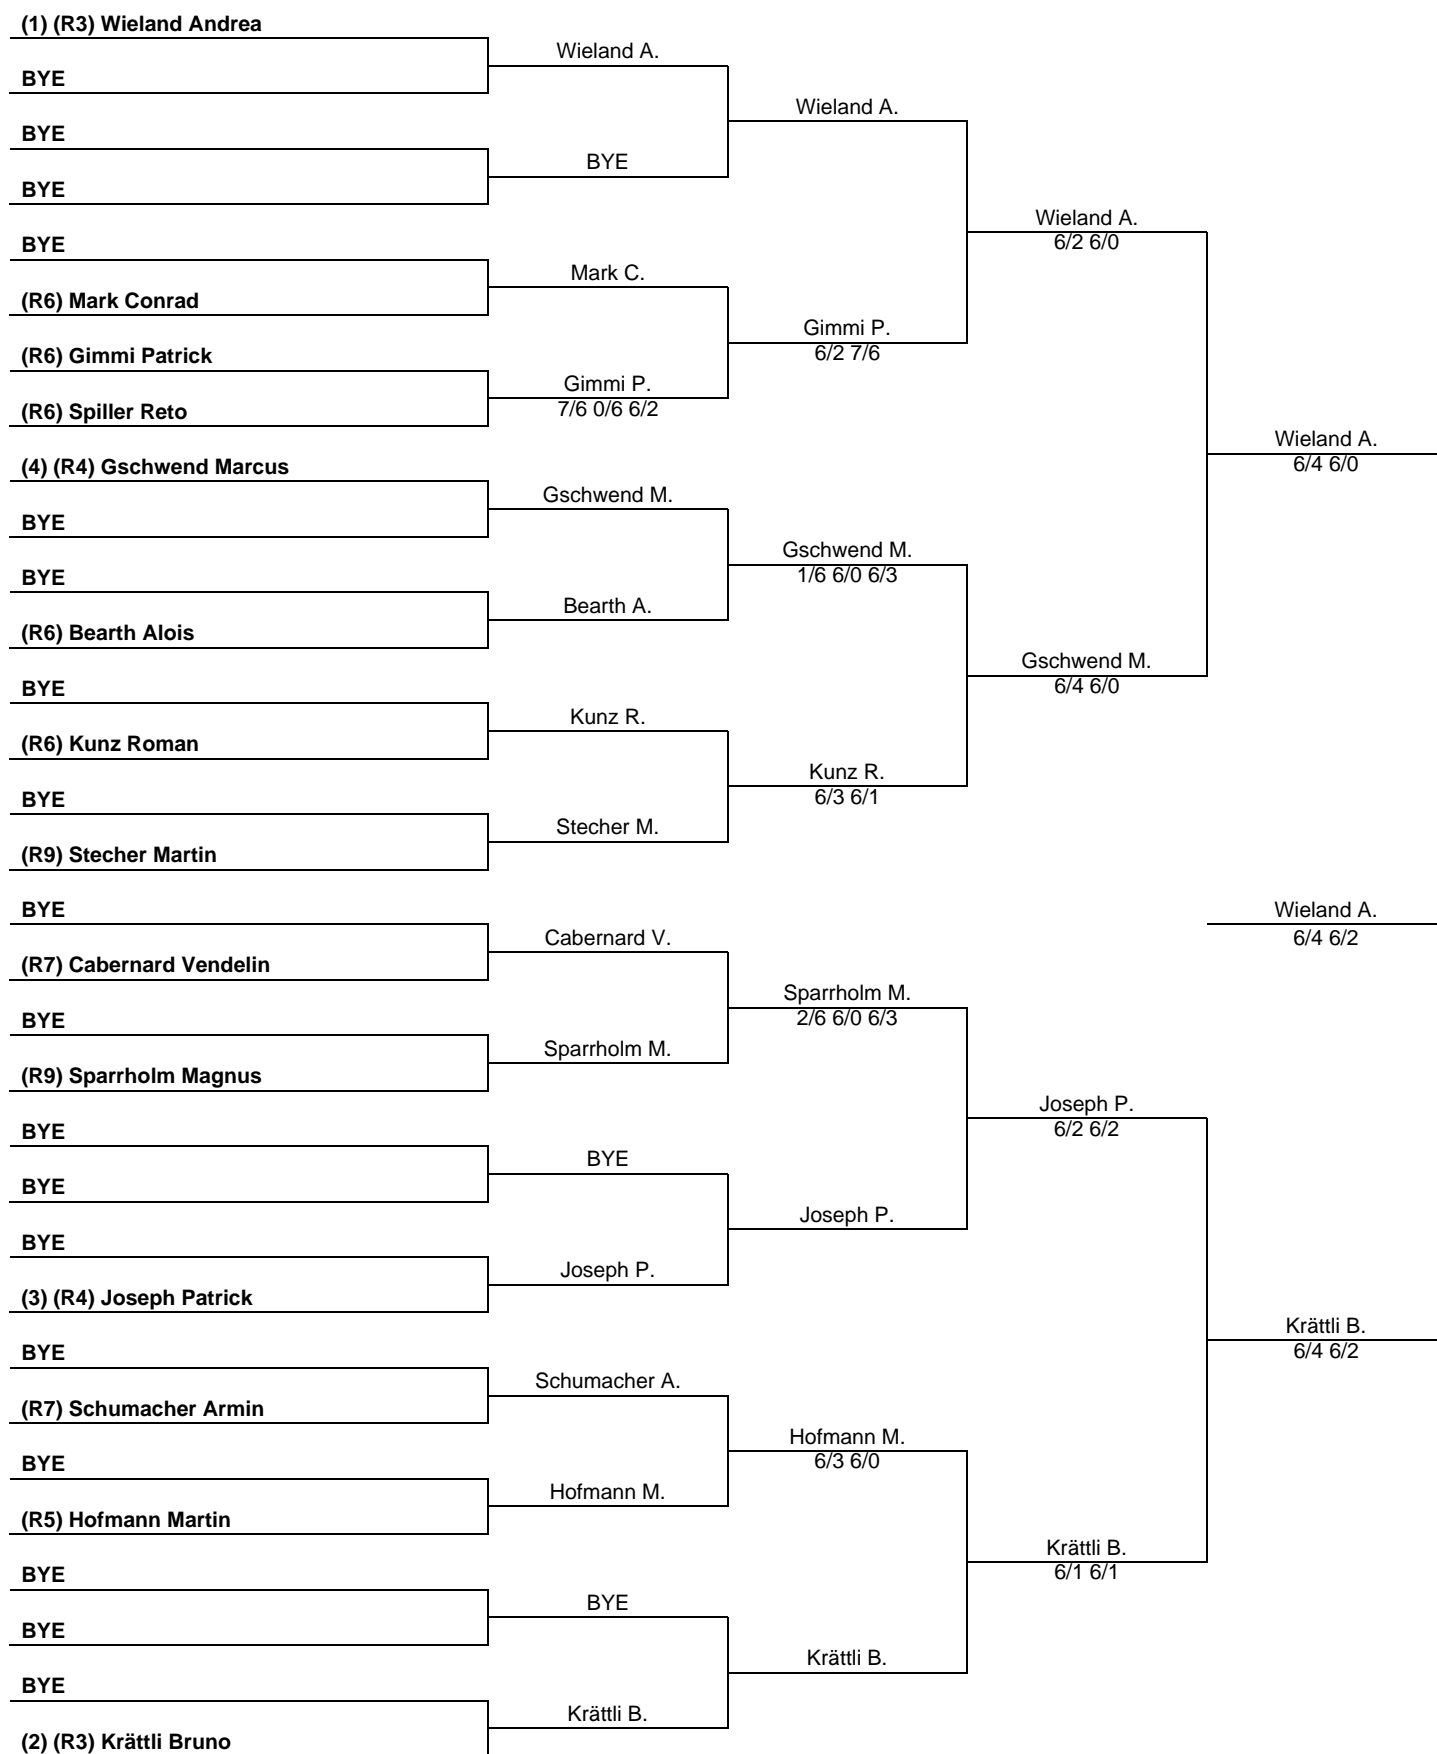 (1) (R3) Wieland Andrea
BYE
BYE
BYE
BYE
(R6) Mark Conrad
(R6) Gimmi Patrick
(R6) Spiller Reto
(4) (R4) Gschwend Marcus
BYE
BYE
(R6) Bearth Alois
BYE
(R6) Kunz Roman
BYE
(R9) Stecher Martin
BYE
(R7) Cabernard Vendelin
BYE
(R9) Sparrholm Magnus
BYE
BYE
BYE
(3) (R4) Joseph Patrick
BYE
(R7) Schumacher Armin
BYE
(R5) Hofmann Martin
BYE
BYE
BYE
(2) (R3) Krättli Bruno
Wieland A.
BYE
Mark C.
Gimmi P.
7/6 0/6 6/2
Gschwend M.
Bearth A.
Kunz R.
Stecher M.
Cabernard V.
Sparrholm M.
BYE
Joseph P.
Schumacher A.
Hofmann M.
BYE
Krättli B.
Wieland A.
Gimmi P.
6/2 7/6
Gschwend M.
1/6 6/0 6/3
Kunz R.
6/3 6/1
Sparrholm M.
2/6 6/0 6/3
Joseph P.
Hofmann M.
6/3 6/0
Krättli B.
Wieland A.
6/2 6/0
Gschwend M.
6/4 6/0
Joseph P.
6/2 6/2
Krättli B.
6/1 6/1
Wieland A.
6/4 6/0
Wieland A.
6/4 6/2
Krättli B.
6/4 6/2